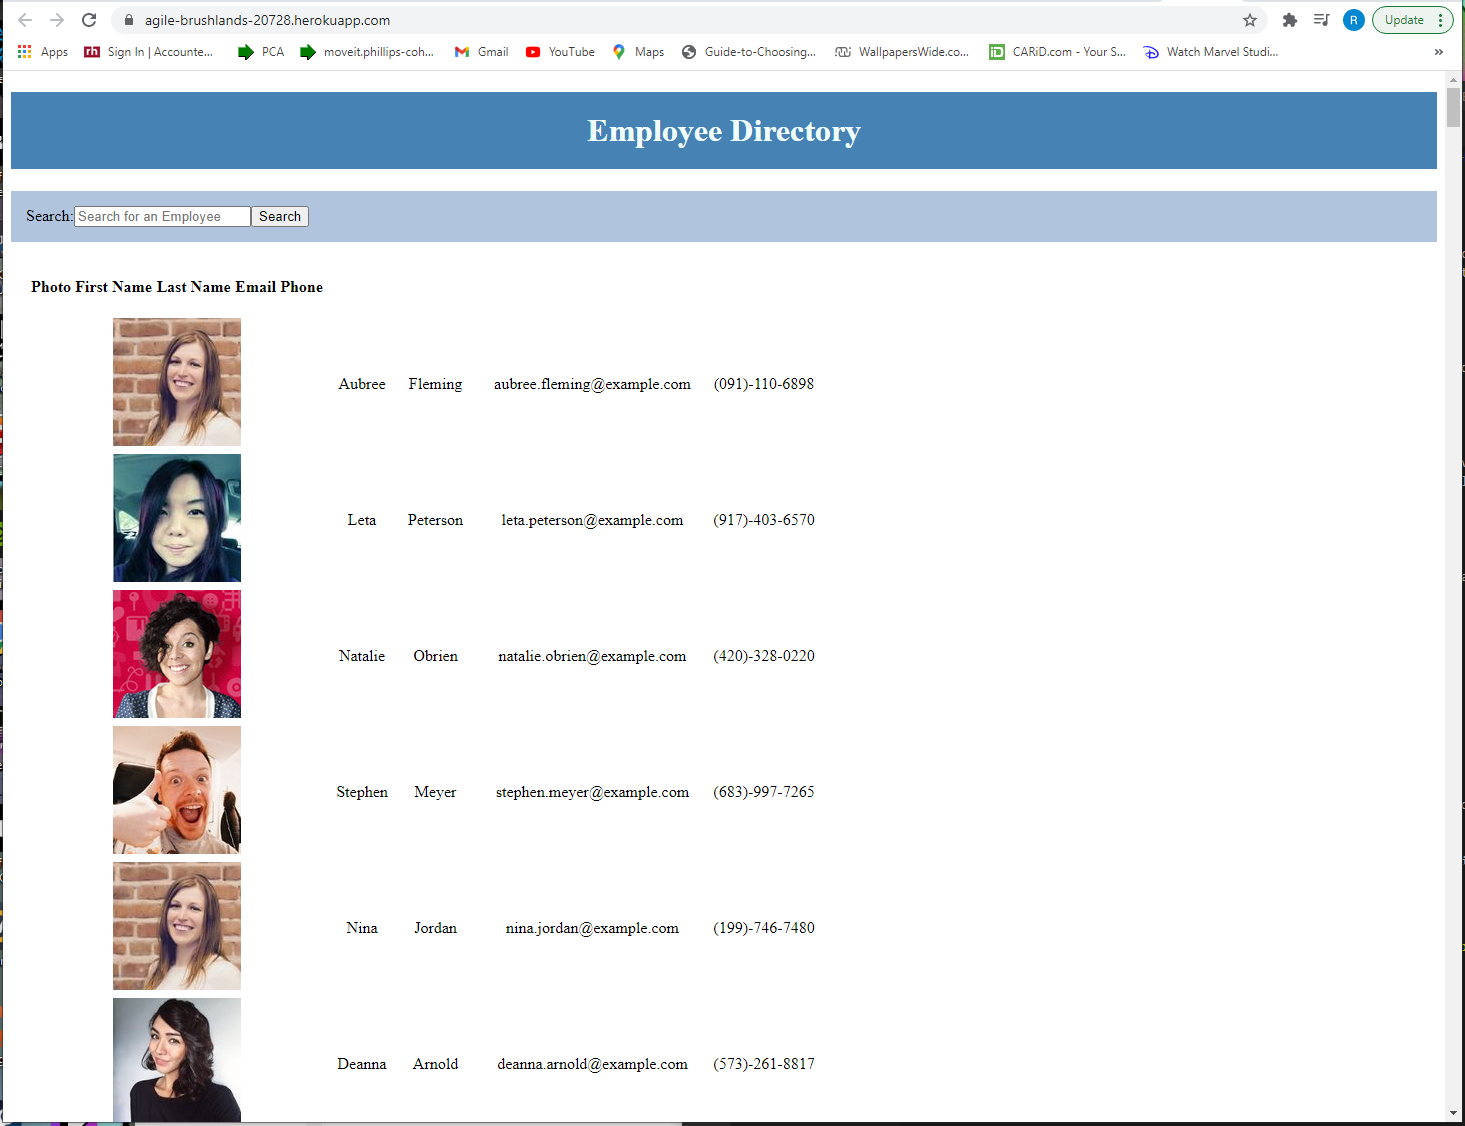 agile-brushlands-20728.herokuapp.com
R
Update
Apps
rh Sign In | Accounte...
PCA
moveit.phillips-coh...
Gmail
YouTube
Maps
Guide-to-Choosing...
WallpapersWide.co...
iD CARiD.com - Your S...
Watch Marvel Studi...
»
Employee Directory
Search: Search for an Employee Search
Photo First Name Last Name Email Phone
Aubree Fleming aubree.fleming@example.com (091)-110-6898
Leta Peterson leta.peterson@example.com (917)-403-6570
Natalie Obrien natalie.obrien@example.com (420)-328-0220
Stephen Meyer stephen.meyer@example.com (683)-997-7265
Nina Jordan nina.jordan@example.com (199)-746-7480
Deanna Arnold deanna.arnold@example.com (573)-261-8817